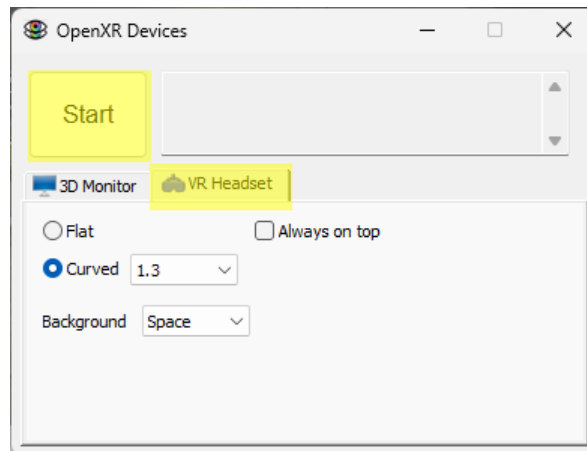 OpenXR Devices
Start
3D Monitor VR Headset
Flat Always on top
Curved 1.3
Background Space